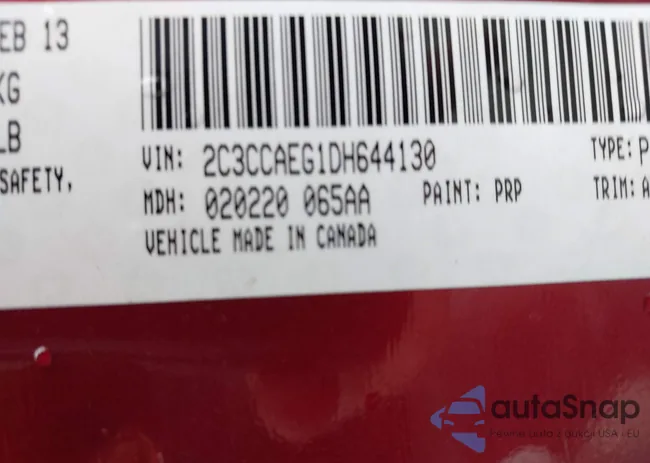 EB 13
KG
LB
SAFETY,
VIN: 2C3CCAEG1DH644130
TYPE: P
MDH: 020220 065AA
PAINT: PRP
TRIM: A
VEHICLE MADE IN CANADA
autoSnap